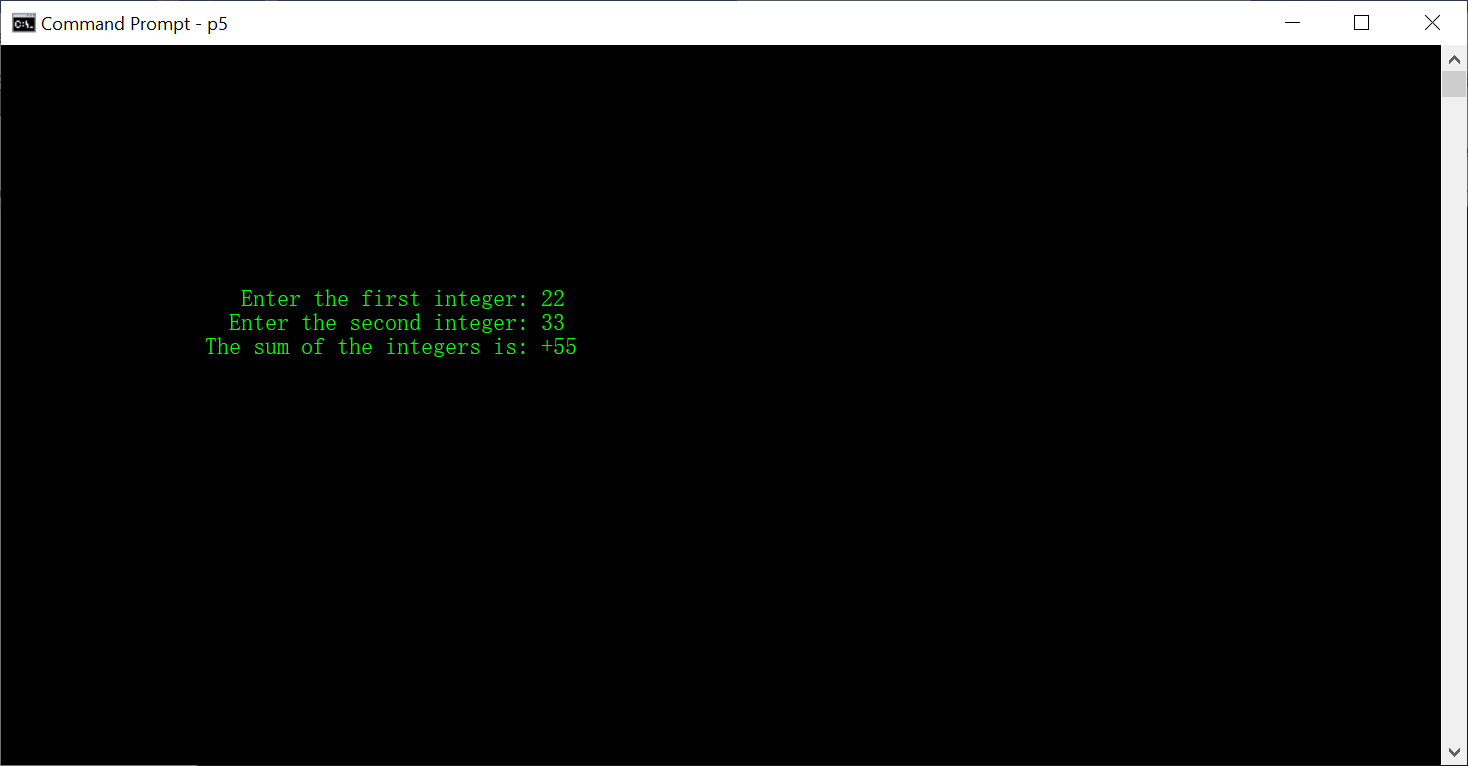 Command Prompt - p5
Enter the first integer: 22
Enter the second integer: 33
The sum of the integers is: +55